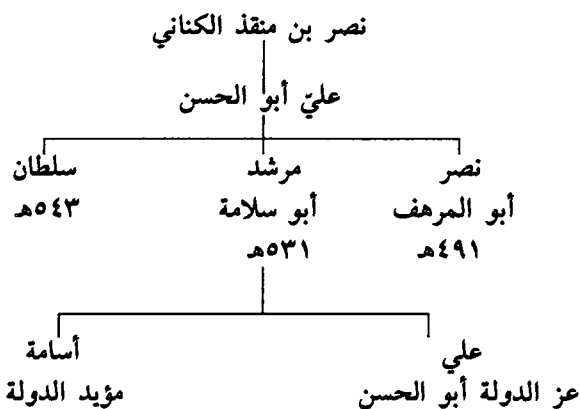 نصر بن منقذ الكناني
عليّ أبو الحسن
نصر مرشد سلطان
أبو المرهف أبو سلامة ٥٤٣هـ
٤٩١هـ ٥٣١هـ
علي أسامة
عز الدولة أبو الحسن مؤيد الدولة